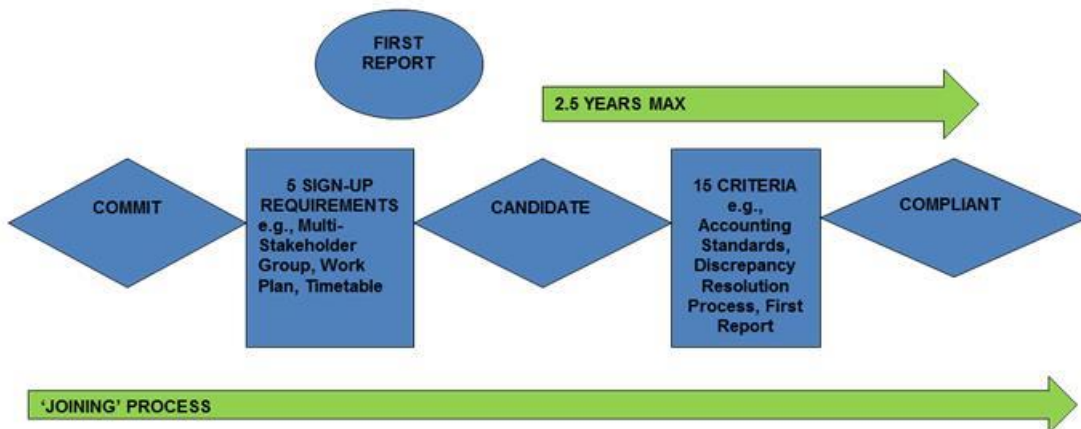 FIRST
REPORT
2.5 YEARS MAX
COMMIT
5 SIGN-UP
REQUIREMENTS
e.g., Multi-
Stakeholder
Group, Work
Plan, Timetable
CANDIDATE
15 CRITERIA
e.g.,
Accounting
Standards,
Discrepancy
Resolution
Process, First
Report
COMPLIANT
‘JOINING’ PROCESS